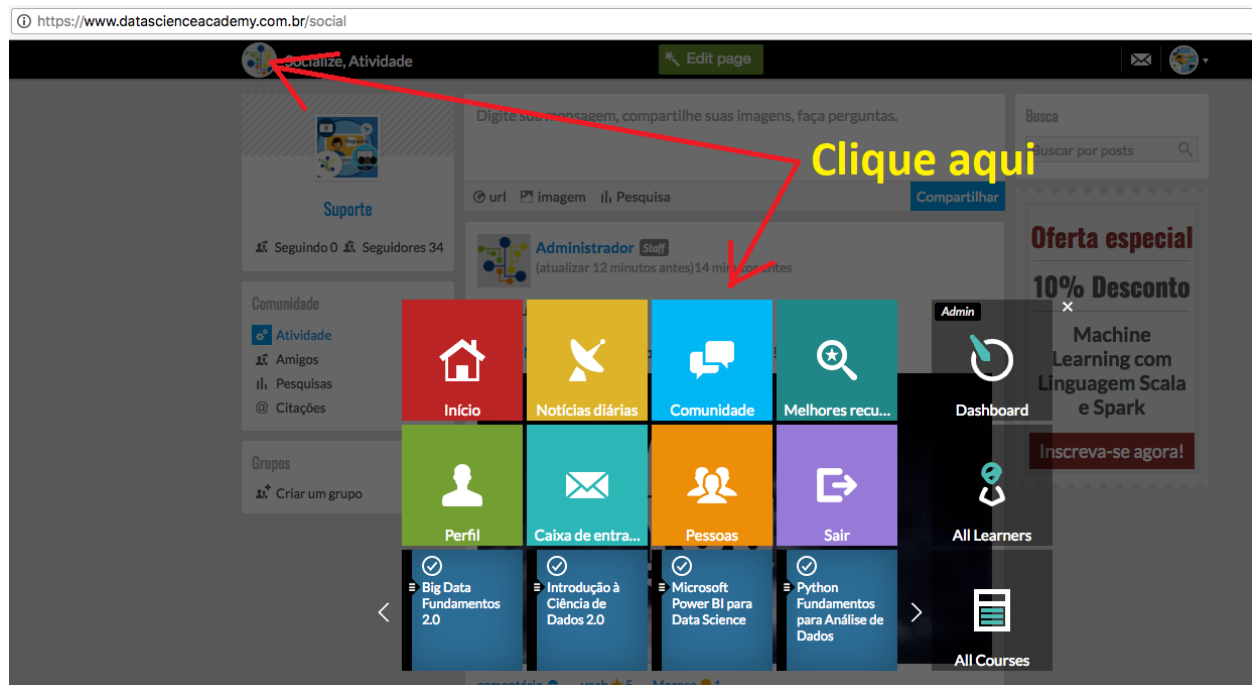 https://www.datascienceacademy.com.br/social
Socialize, Atividade
Edit page
Digite sua mensagem, compartilhe suas imagens, faça perguntas.
url imagem Pesquisa
Compartilhar
Clique aqui
Busca
Buscar por posts
Suporte
Seguindo 0 Seguidores 34
Administrador Staff
(atualizar 12 minutos antes)14 minutos antes
Oferta especial
10% Desconto
Machine
Learning com
Linguagem Scala
e Spark
Inscreva-se agora!
Comunidade
Atividade
Amigos
Pesquisas
Citações
Grupos
Criar um grupo
Início
Notícias diárias
Comunidade
Melhores recu...
Perfil
Caixa de entra...
Pessoas
Sair
Big Data
Fundamentos
2.0
Introdução à
Ciência de
Dados 2.0
Microsoft
Power BI para
Data Science
Python
Fundamentos
para Análise de
Dados
Admin
Dashboard
All Learners
All Courses